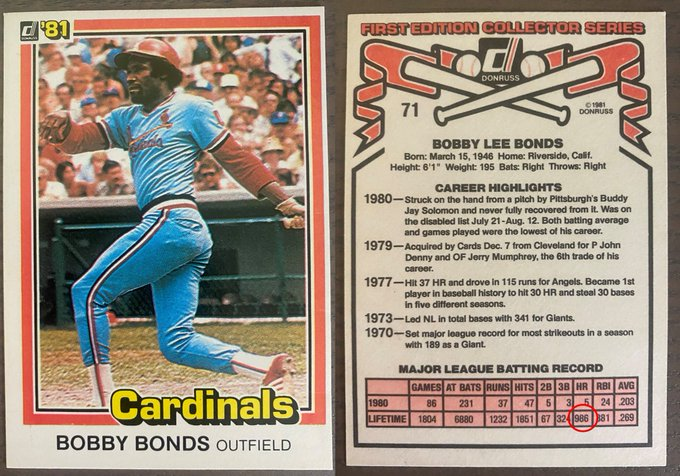 D
DONRUSS
'81
Cardinals
BOBBY BONDS OUTFIELD
FIRST EDITION COLLECTOR SERIES
DONRUSS
71
© 1981
DONRUSS
BOBBY LEE BONDS
Born: March 15, 1946 Home: Riverside, Calif.
Height: 6'1" Weight: 195 Bats: Right Throws: Right
CAREER HIGHLIGHTS
1980—Struck on the hand from a pitch by Pittsburgh's Buddy
Jay Solomon and never fully recovered from it. Was on
the disabled list July 21-Aug. 12. Both batting average
and games played were the lowest of his career.
1979—Acquired by Cards Dec. 7 from Cleveland for P John
Denny and OF Jerry Mumphrey, the 6th trade of his
career.
1977—Hit 37 HR and drove in 115 runs for Angels. Became 1st
player in baseball history to hit 30 HR and steal 30 bases
in five different seasons.
1973—Led NL in total bases with 341 for Giants.
1970—Set major league record for most strikeouts in a season
with 189 as a Giant.
MAJOR LEAGUE BATTING RECORD
GAMES AT BATS RUNS HITS 2B 3B HR RBI AVG
1980 86 231 37 47 5 3 24 .203
LIFETIME 1804 6880 1232 1851 67 986 .269